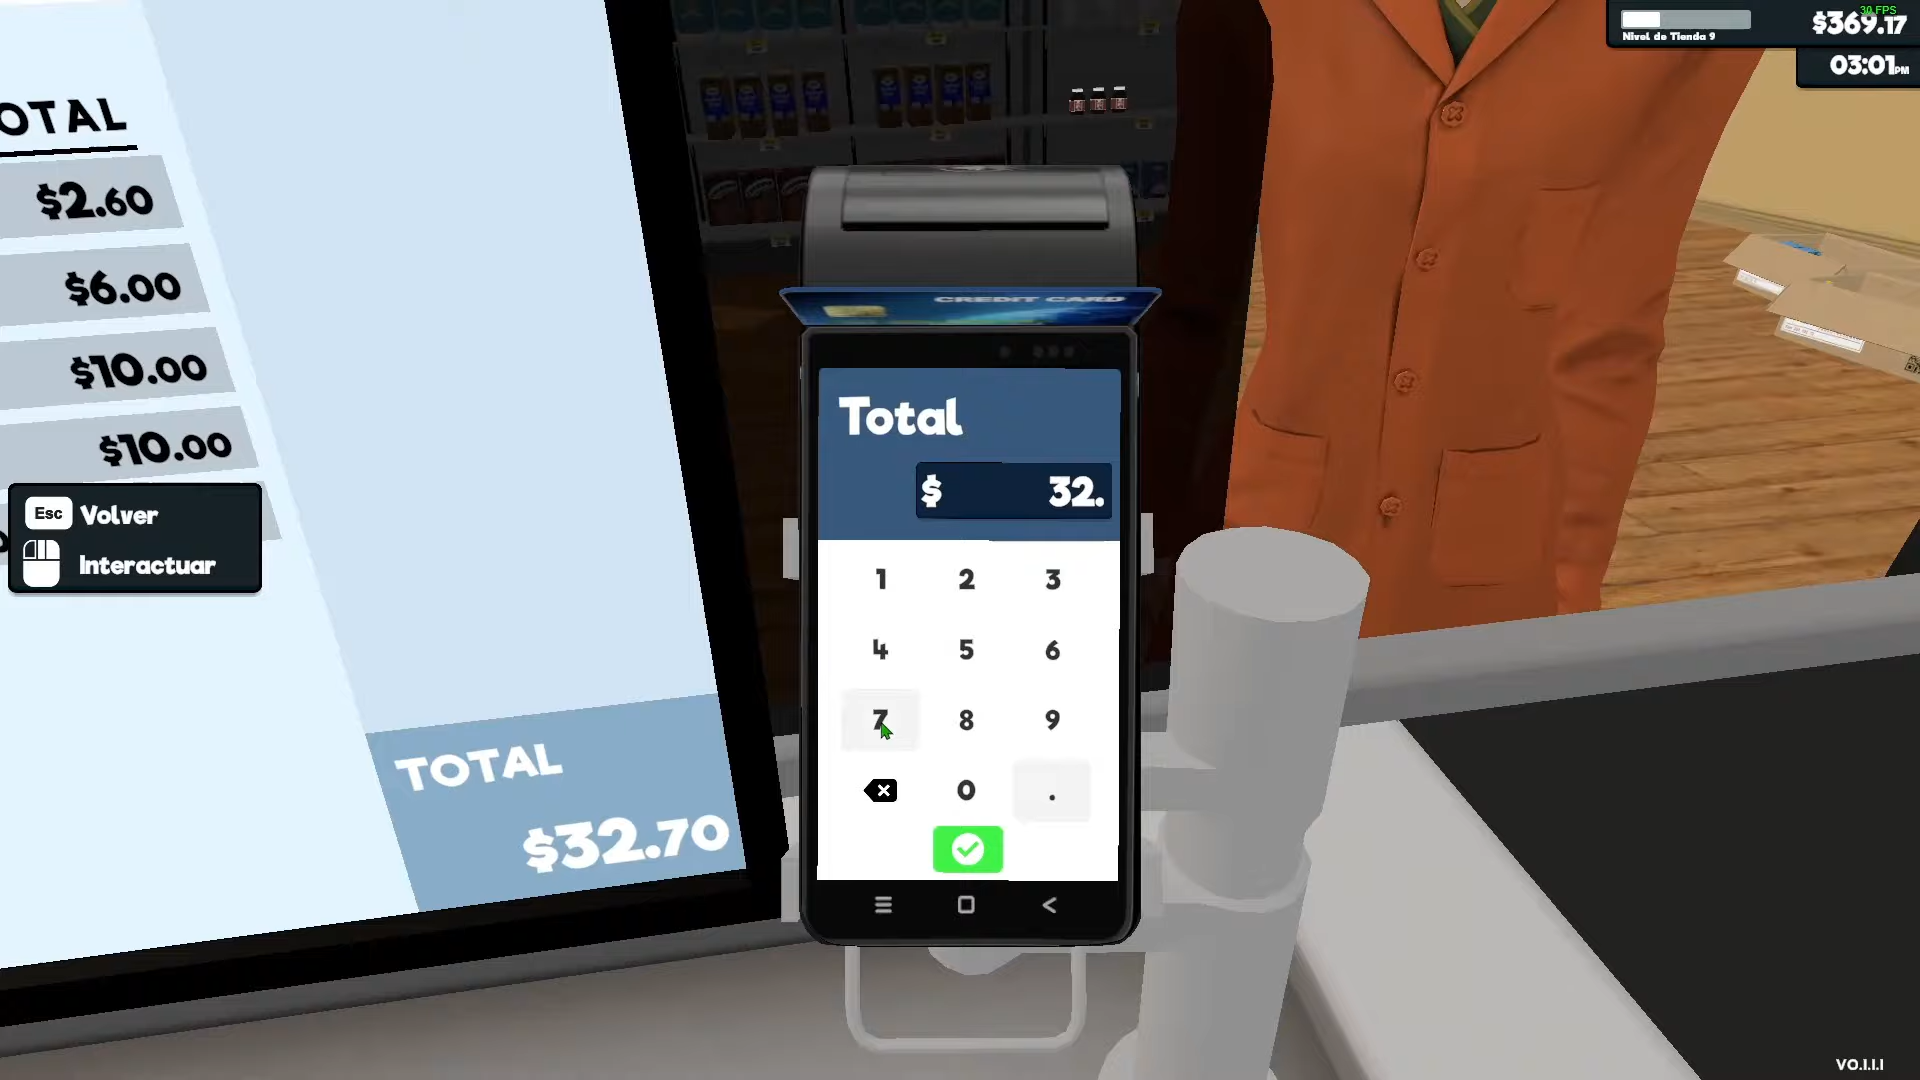 30 FPS
$369.17
Nivel de Tienda 9
03:01PM
OTAL
$2.60
$6.00
$10.00
$10.00
Esc Volver
Interactuar
TOTAL
$32.70
CREDIT CARD
Total
$ 32.
1 2 3
4 5 6
7 8 9
0 .
V0.1.1.1